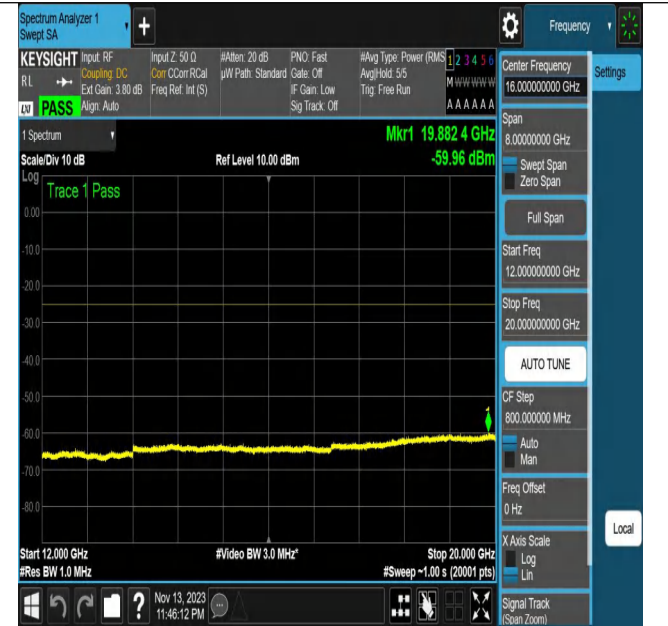 Spectrum Analyzer 1
Swept SA
+
Frequency
KEYSIGHT
RL
LXI PASS
Input: RF
Coupling: DC
Ext Gain: 3.80 dB
Align: Auto
Input Z: 50 Ω
Corr CCorr RCal
Freq Ref: Int (S)
#Atten: 20 dB
µW Path: Standard
PNO: Fast
Gate: Off
IF Gain: Low
Sig Track: Off
#Avg Type: Power (RMS
Avg|Hold: 5/5
Trig: Free Run
1 2 3 4 5 6
M W W W W W
A A A A A A
1 Spectrum
Mkr1 19.882 4 GHz
Scale/Div 10 dB
Ref Level 10.00 dBm
-59.96 dBm
Log
Trace 1 Pass
0.00
-10.0
-20.0
-30.0
-40.0
-50.0
-60.0
-70.0
-80.0
1
Start 12.000 GHz
#Video BW 3.0 MHz*
Stop 20.000 GHz
#Res BW 1.0 MHz
#Sweep ~1.00 s (20001 pts)
Center Frequency
16.000000000 GHz
Settings
Span
8.00000000 GHz
Swept Span
Zero Span
Full Span
Start Freq
12.000000000 GHz
Stop Freq
20.000000000 GHz
AUTO TUNE
CF Step
800.000000 MHz
Auto
Man
Freq Offset
0 Hz
X Axis Scale
Log
Lin
Local
Signal Track
(Span Zoom)
?
Nov 13, 2023
11:46:12 PM